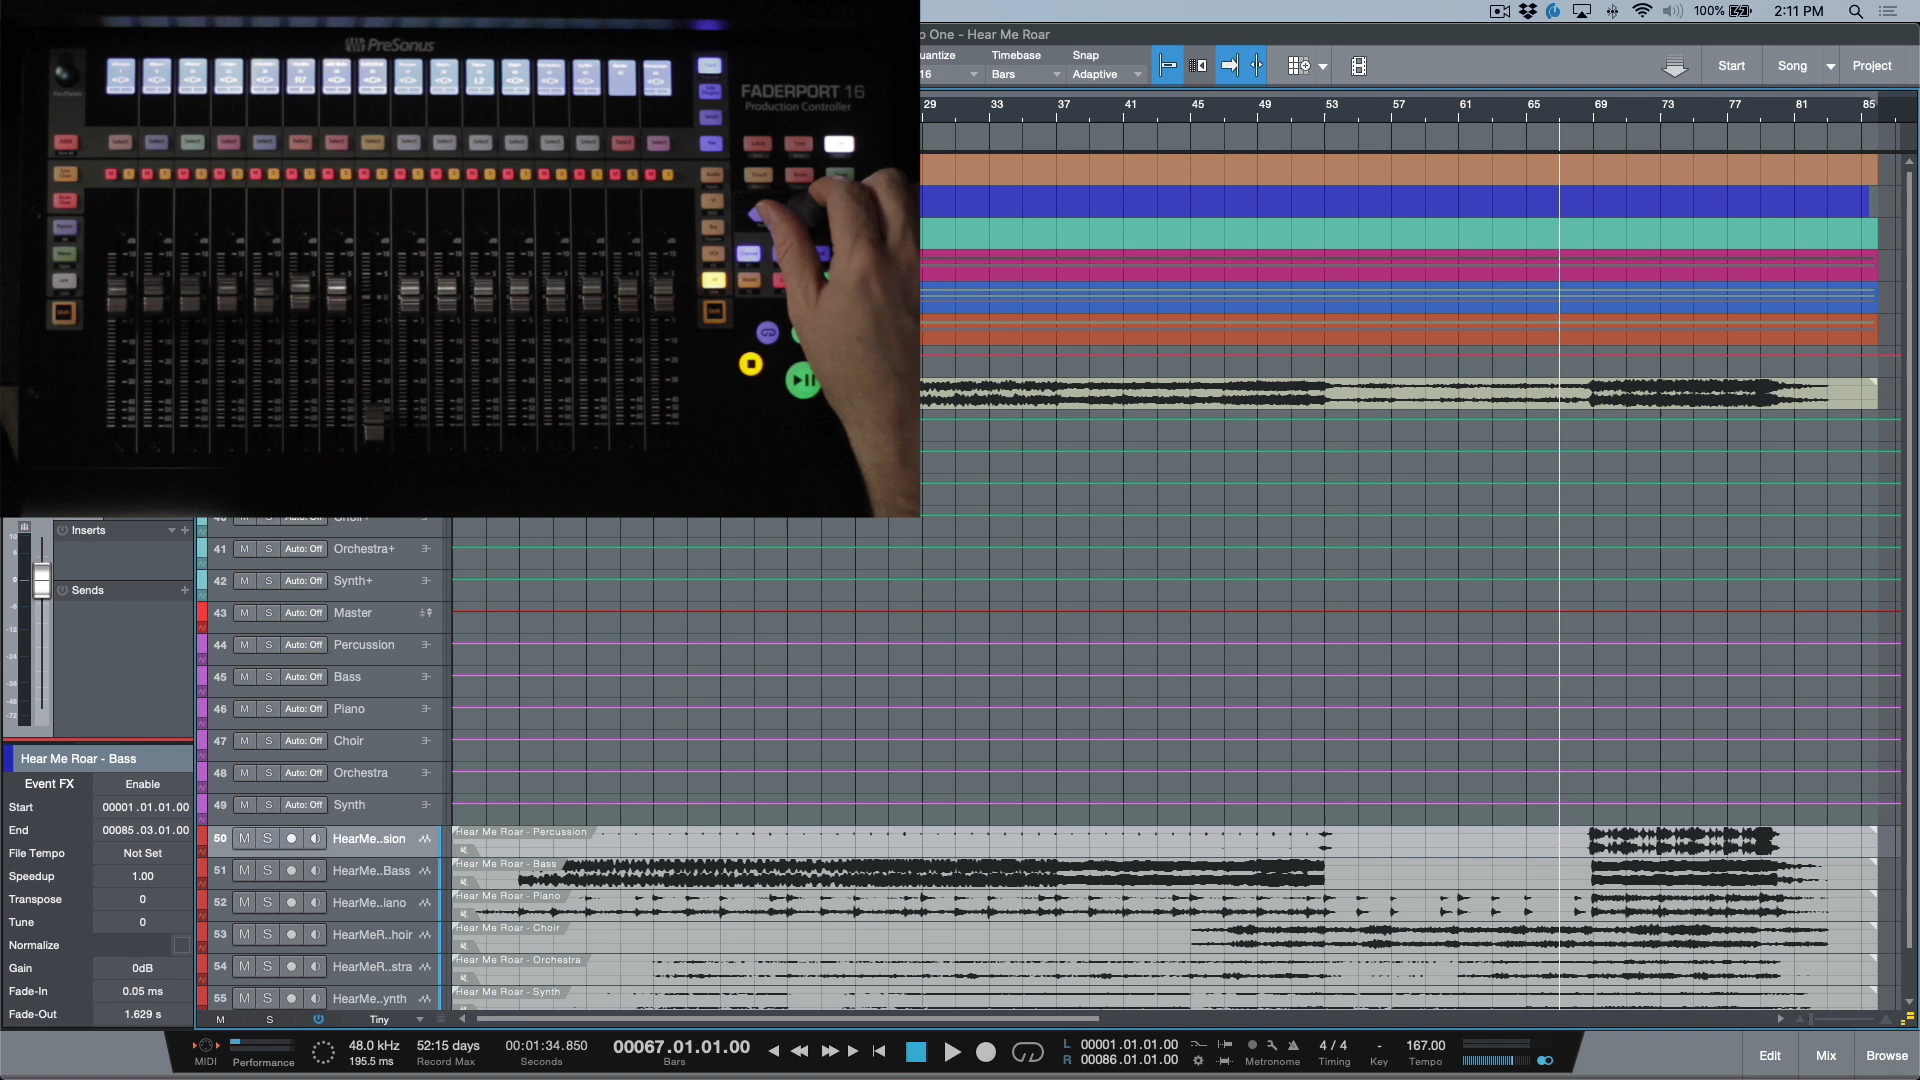 100%
2:11 PM
o One - Hear Me Roar
uantize
Timebase
Snap
16
Bars
Adaptive
Start
Song
Project
29 33 37 41 45 49 53 57 61 65 69 73 77 81 85
PreSonus
FADERPORT 16
Production Controller
Inserts
Sends
41 M S Auto: Off Orchestra+
42 M S Auto: Off Synth+
43 M S Auto: Off Master
44 M S Auto: Off Percussion
45 M S Auto: Off Bass
46 M S Auto: Off Piano
47 M S Auto: Off Choir
48 M S Auto: Off Orchestra
49 M S Auto: Off Synth
50 M S HearMe..sion
51 M S HearMe..Bass
52 M S HearMe..iano
53 M S HearMeR..hoir
54 M S HearMeR..stra
55 M S HearMe..ynth
Hear Me Roar - Percussion
Hear Me Roar - Bass
Hear Me Roar - Piano
Hear Me Roar - Choir
Hear Me Roar - Orchestra
Hear Me Roar - Synth
Hear Me Roar - Bass
Event FX Enable
Start 00001.01.01.00
End 00085.03.01.00
File Tempo Not Set
Speedup 1.00
Transpose 0
Tune 0
Normalize
Gain 0dB
Fade-In 0.05 ms
Fade-Out 1.629 s
M S Tiny
MIDI
Performance
48.0 kHz
195.5 ms
52:15 days
Record Max
00:01:34.850
Seconds
00067.01.01.00
Bars
L 00001.01.01.00
R 00086.01.01.00
Metronome
4 / 4
Timing
-
Key
167.00
Tempo
Edit
Mix
Browse